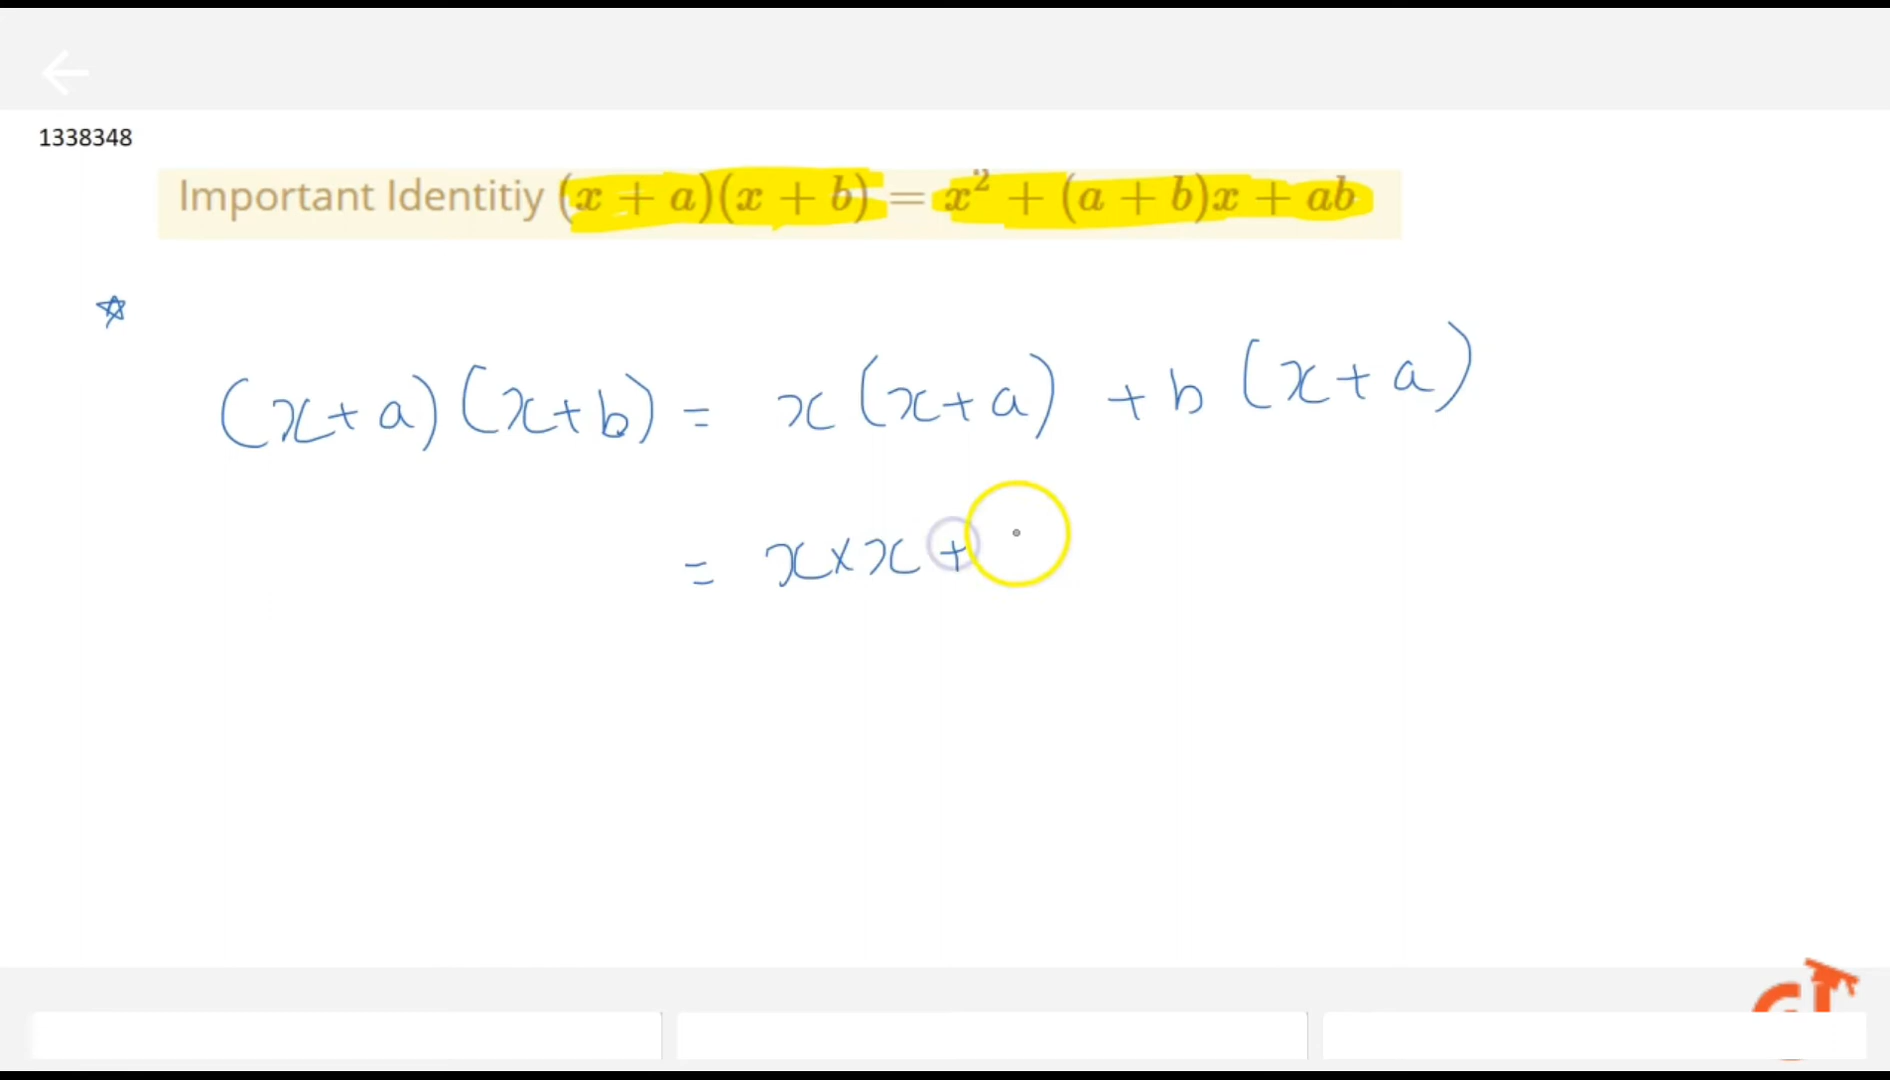 1338348
Important Identitiy (x + a)(x + b) = x² + (a + b)x + ab
(x+a)(x+b) = x(x+a) +b(x+a)
= x×x +